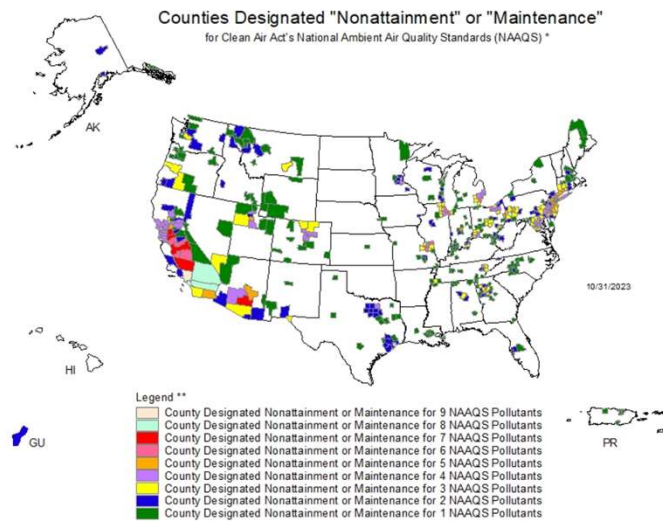 Counties Designated "Nonattainment" or "Maintenance"
for Clean Air Act's National Ambient Air Quality Standards (NAAQS) *
AK
10/31/2023
HI
GU
PR
Legend **
County Designated Nonattainment or Maintenance for 9 NAAQS Pollutants
County Designated Nonattainment or Maintenance for 8 NAAQS Pollutants
County Designated Nonattainment or Maintenance for 7 NAAQS Pollutants
County Designated Nonattainment or Maintenance for 6 NAAQS Pollutants
County Designated Nonattainment or Maintenance for 5 NAAQS Pollutants
County Designated Nonattainment or Maintenance for 4 NAAQS Pollutants
County Designated Nonattainment or Maintenance for 3 NAAQS Pollutants
County Designated Nonattainment or Maintenance for 2 NAAQS Pollutants
County Designated Nonattainment or Maintenance for 1 NAAQS Pollutants